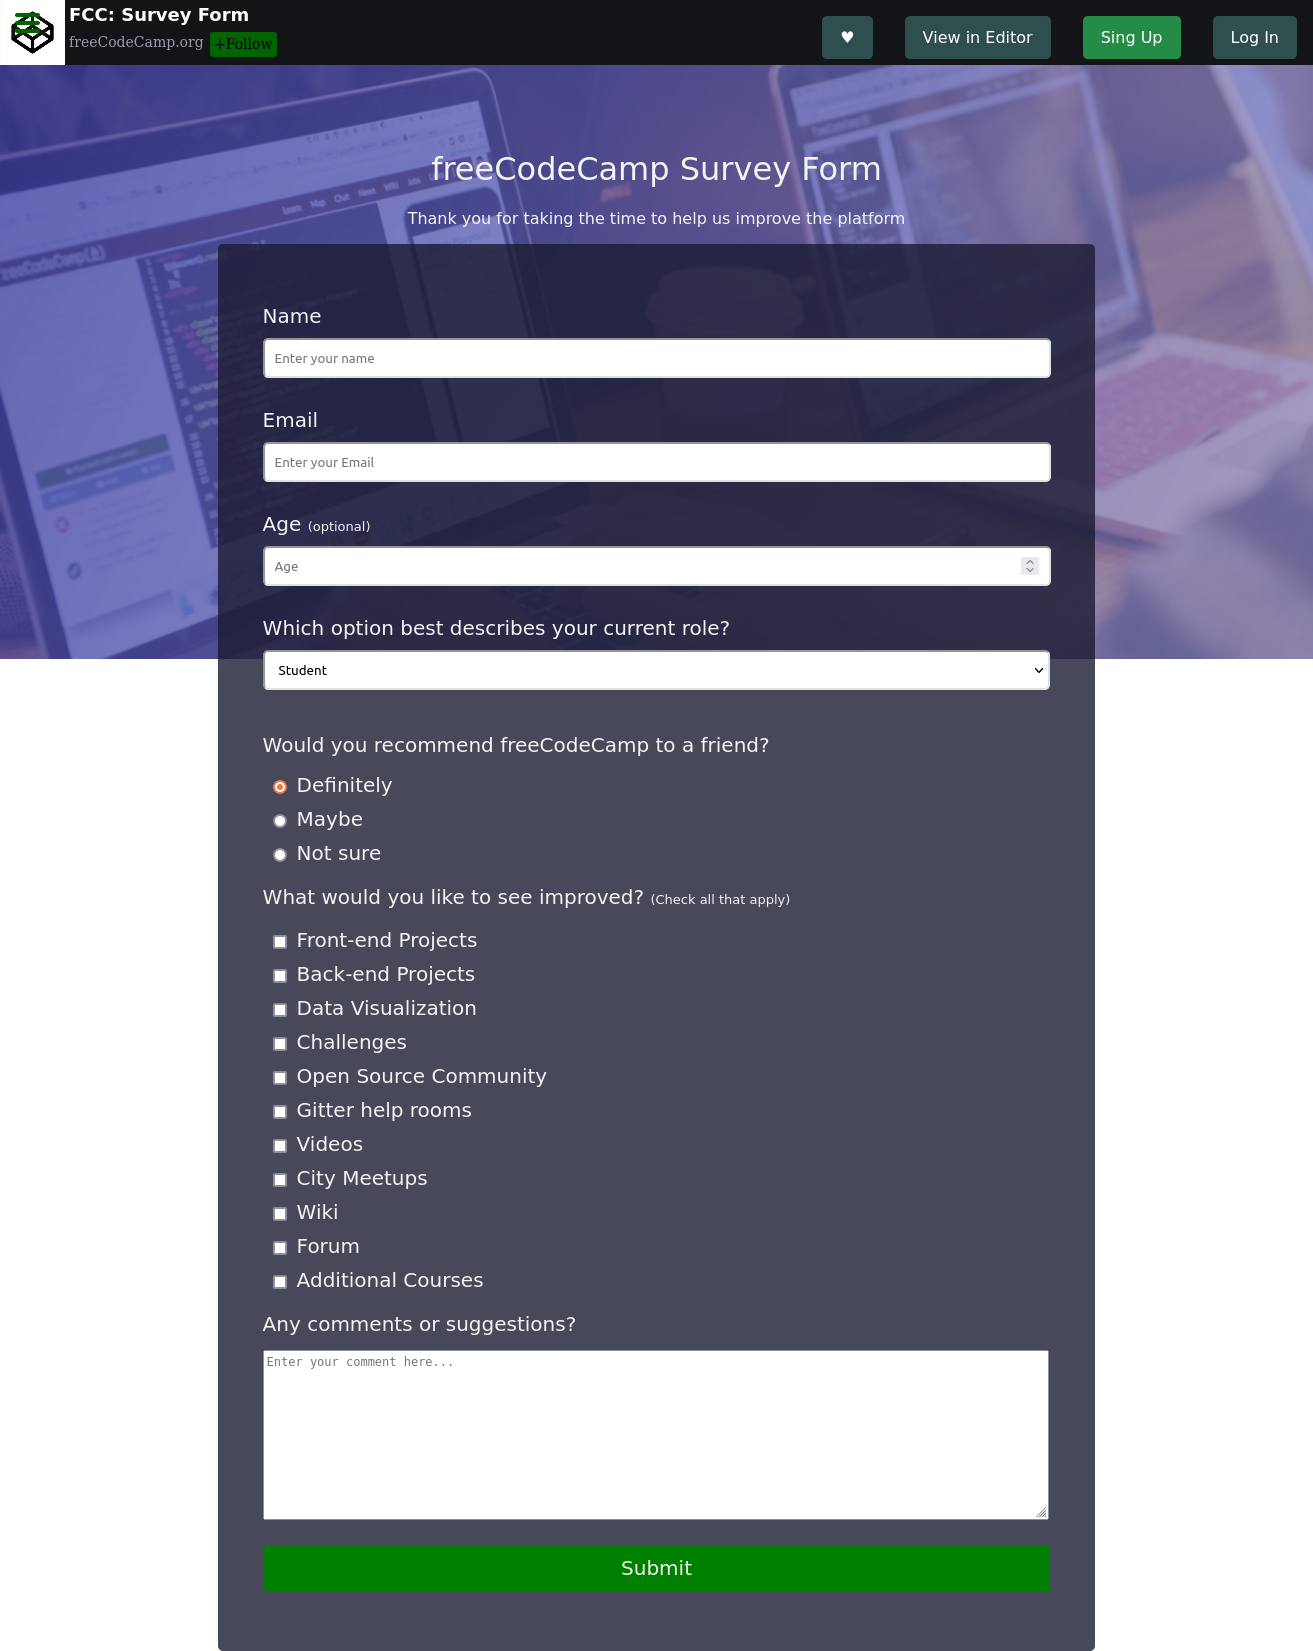 FCC: Survey Form
freeCodeCamp.org +Follow
♥ View in Editor Sing Up Log In
freeCodeCamp Survey Form
Thank you for taking the time to help us improve the platform
Name
Enter your name
Email
Enter your Email
Age (optional)
Age
Which option best describes your current role?
Student
Would you recommend freeCodeCamp to a friend?
Definitely
Maybe
Not sure
What would you like to see improved? (Check all that apply)
Front-end Projects
Back-end Projects
Data Visualization
Challenges
Open Source Community
Gitter help rooms
Videos
City Meetups
Wiki
Forum
Additional Courses
Any comments or suggestions?
Enter your comment here...
Submit